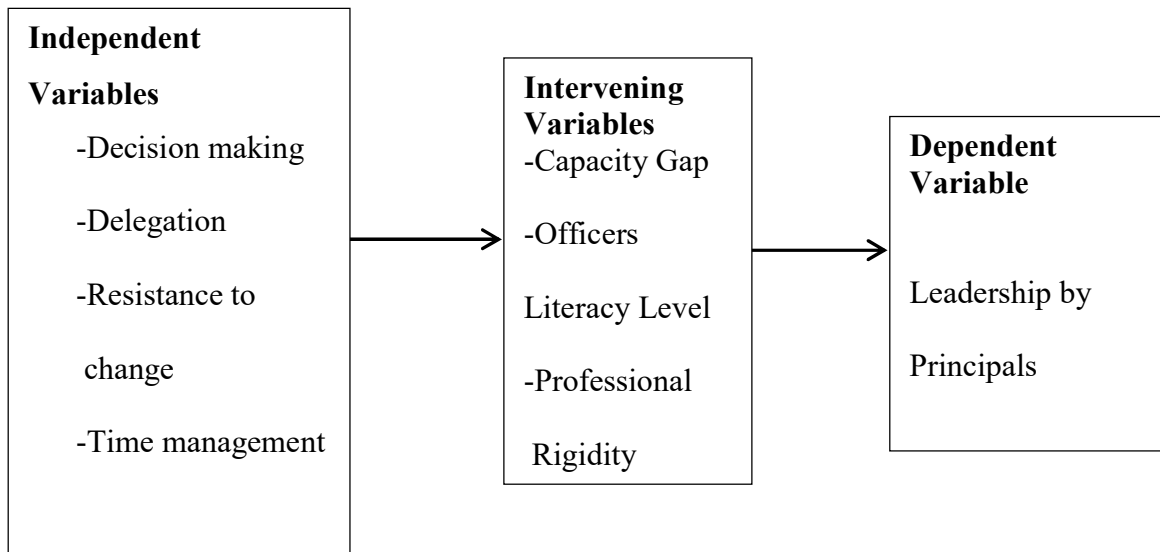 Independent
Variables
-Decision making
-Delegation
-Resistance to
change
-Time management
Intervening
Variables
-Capacity Gap
-Officers
Literacy Level
-Professional
Rigidity
Dependent
Variable
Leadership by
Principals